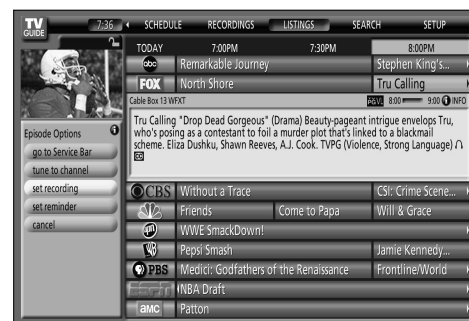 TV
GUIDE
7:36
SCHEDULE RECORDINGS LISTINGS SEARCH SETUP
TODAY 7:00PM 7:30PM 8:00PM
abc Remarkable Journey Stephen King's...
FOX North Shore Tru Calling
Cable Box 13 WFXT 8:00 9:00 INFO
Tru Calling "Drop Dead Gorgeous" (Drama) Beauty-pageant intrigue envelops Tru,
who's posing as a contestant to foil a murder plot that's linked to a blackmail
scheme. Eliza Dushku, Shawn Reeves, A.J. Cook. TVPG (Violence, Strong Language)
CC
Episode Options
go to Service Bar
tune to channel
set recording
set reminder
cancel
CBS Without a Trace CSI: Crime Scene...
Friends Come to Papa Will & Grace
WWE SmackDown!
WB Pepsi Smash Jamie Kennedy...
PBS Medici: Godfathers of the Renaissance Frontline/World
ESPN NBA Draft
amc Patton